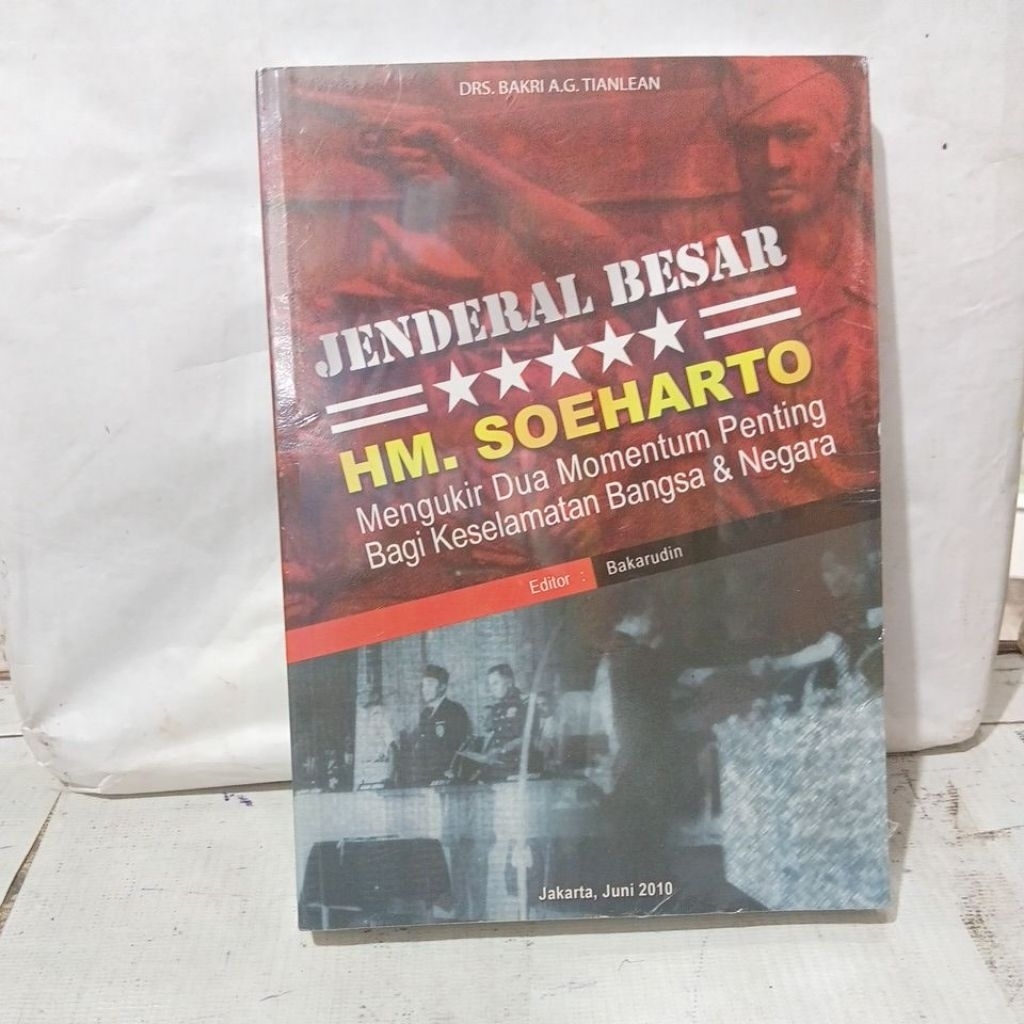 DRS. BAKRI A.G. TIANLEAN
JENDERAL BESAR
HM. SOEHARTO
Mengukir Dua Momentum Penting
Bagi Keselamatan Bangsa & Negara
Editor : Bakarudin
Jakarta, Juni 2010